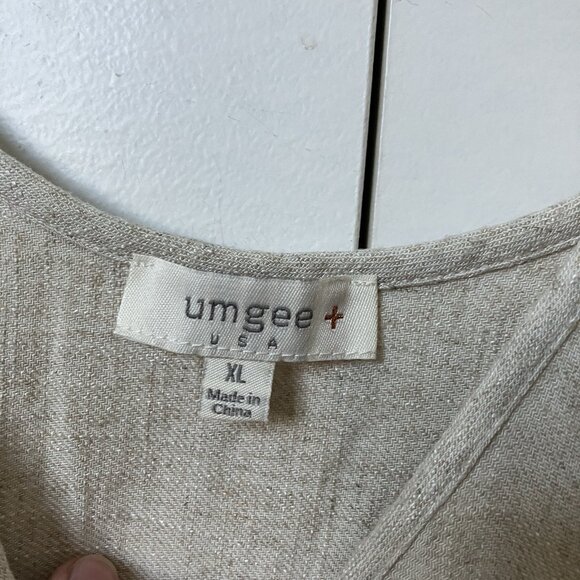 umgee +
USA
XL
Made in
China